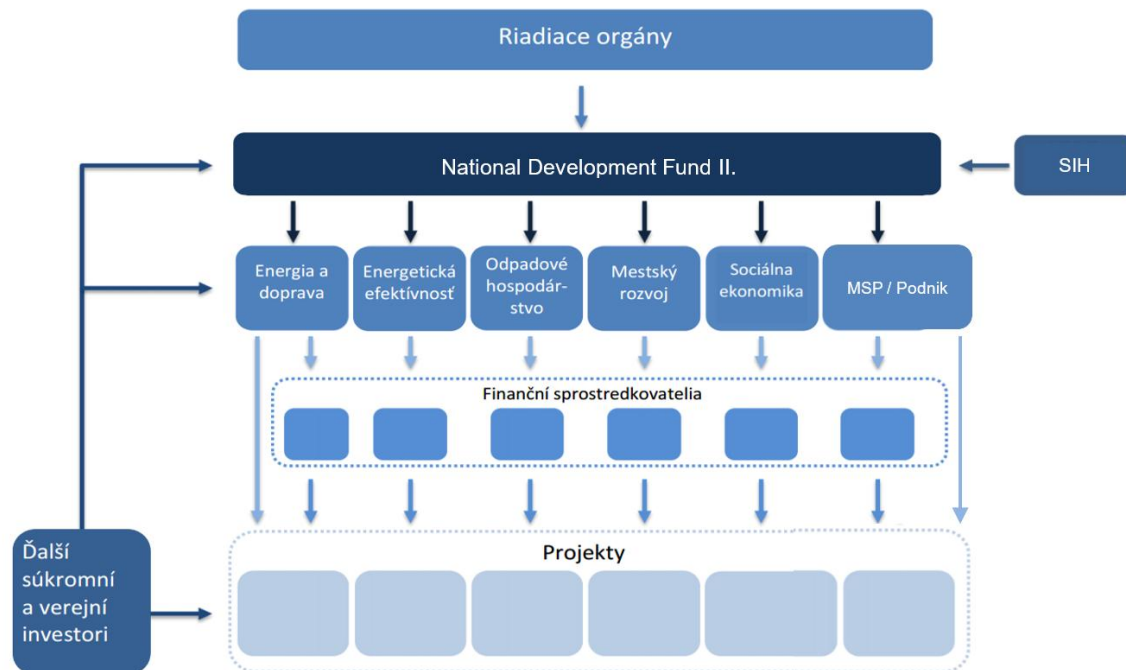 Riadiace orgány
National Development Fund II.
SIH
Energia a
doprava
Energetická
efektívnosť
Odpadové
hospodár-
stvo
Mestský
rozvoj
Sociálna
ekonomika
MSP / Podnik
Finanční sprostredkovatelia
Projekty
Ďalší
súkromní
a verejní
investori